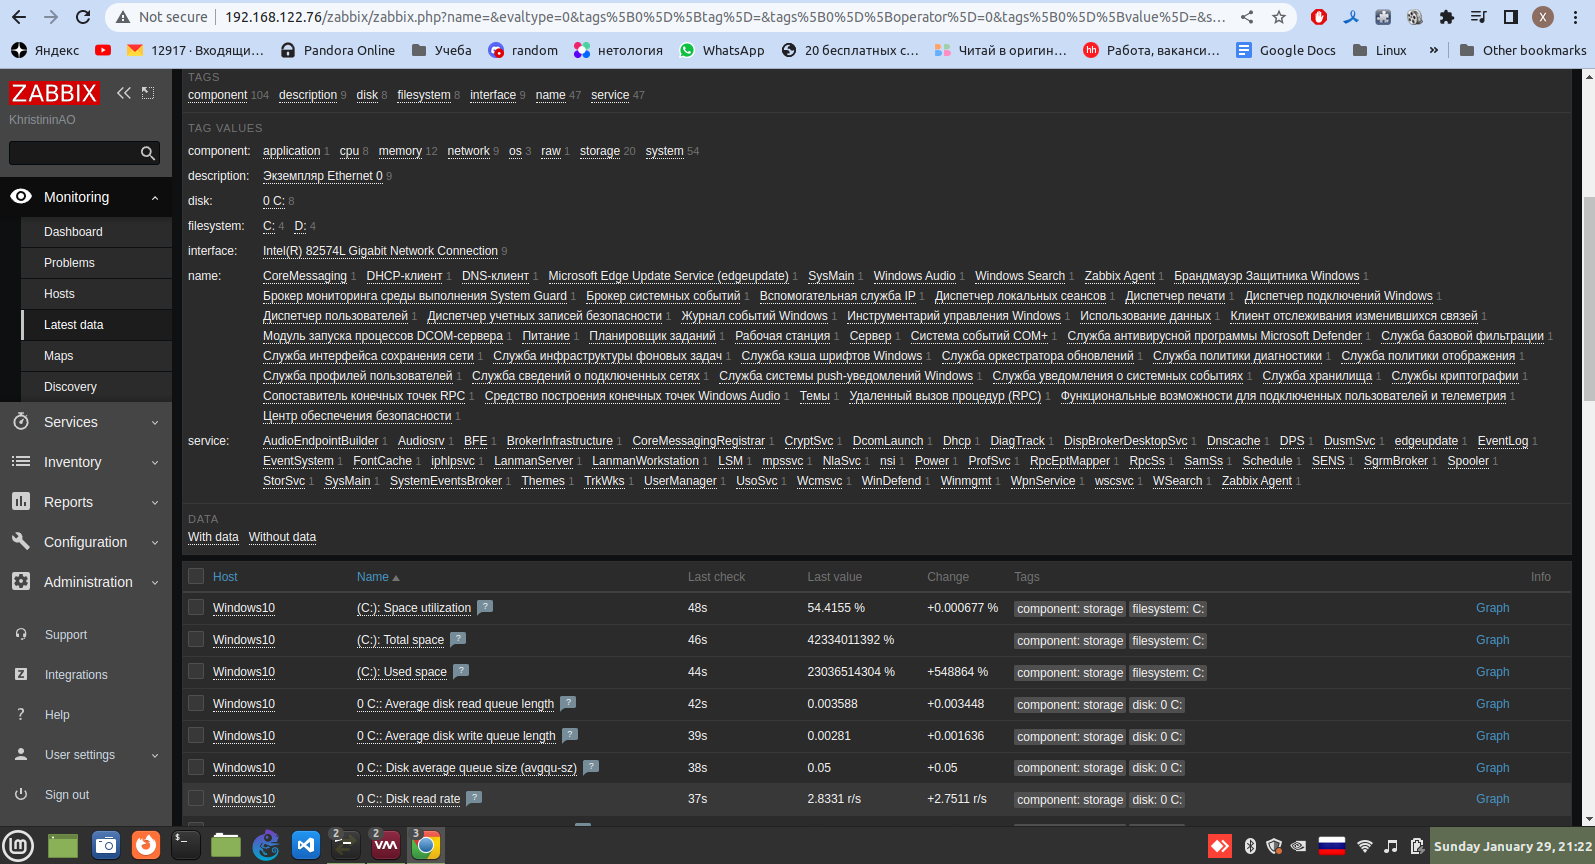 Not secure 192.168.122.76/zabbix/zabbix.php?name=&evaltype=0&tags%5B0%5D%5Btag%5D=&tags%5B0%5D%5Boperator%5D=0&tags%5B0%5D%5Bvalue%5D=&s... X
Яндекс 12917 · Входящи... Pandora Online Учеба random нетология WhatsApp 20 бесплатных с... Читай в оригин... hh Работа, ваканси... Google Docs Linux » Other bookmarks
ZABBIX
KhristininAO
Monitoring
Dashboard
Problems
Hosts
Latest data
Maps
Discovery
Services
Inventory
Reports
Configuration
Administration
Support
Z Integrations
? Help
User settings
Sign out
TAGS
component 104 description 9 disk 8 filesystem 8 interface 9 name 47 service 47
TAG VALUES
component: application 1 cpu 8 memory 12 network 9 os 3 raw 1 storage 20 system 54
description: Экземпляр Ethernet 0 9
disk: 0 C: 8
filesystem: C: 4 D: 4
interface: Intel(R) 82574L Gigabit Network Connection 9
name: CoreMessaging 1 DHCP-клиент 1 DNS-клиент 1 Microsoft Edge Update Service (edgeupdate) 1 SysMain 1 Windows Audio 1 Windows Search 1 Zabbix Agent 1 Брандмауэр Защитника Windows 1
Брокер мониторинга среды выполнения System Guard 1 Брокер системных событий 1 Вспомогательная служба IP 1 Диспетчер локальных сеансов 1 Диспетчер печати 1 Диспетчер подключений Windows 1
Диспетчер пользователей 1 Диспетчер учетных записей безопасности 1 Журнал событий Windows 1 Инструментарий управления Windows 1 Использование данных 1 Клиент отслеживания изменившихся связей 1
Модуль запуска процессов DCOM-сервера 1 Питание 1 Планировщик заданий 1 Рабочая станция 1 Сервер 1 Система событий COM+ 1 Служба антивирусной программы Microsoft Defender 1 Служба базовой фильтрации 1
Служба интерфейса сохранения сети 1 Служба инфраструктуры фоновых задач 1 Служба кэша шрифтов Windows 1 Служба оркестратора обновлений 1 Служба политики диагностики 1 Служба политики отображения 1
Служба профилей пользователей 1 Служба сведений о подключенных сетях 1 Служба системы push-уведомлений Windows 1 Служба уведомления о системных событиях 1 Служба хранилища 1 Службы криптографии 1
Сопоставитель конечных точек RPC 1 Средство построения конечных точек Windows Audio 1 Темы 1 Удаленный вызов процедур (RPC) 1 Функциональные возможности для подключенных пользователей и телеметрия 1
Центр обеспечения безопасности 1
service: AudioEndpointBuilder 1 Audiosrv 1 BFE 1 BrokerInfrastructure 1 CoreMessagingRegistrar 1 CryptSvc 1 DcomLaunch 1 Dhcp 1 DiagTrack 1 DispBrokerDesktopSvc 1 Dnscache 1 DPS 1 DusmSvc 1 edgeupdate 1 EventLog 1
EventSystem 1 FontCache 1 iphlpsvc 1 LanmanServer 1 LanmanWorkstation 1 LSM 1 mpssvc 1 NlaSvc 1 nsi 1 Power 1 ProfSvc 1 RpcEptMapper 1 RpcSs 1 SamSs 1 Schedule 1 SENS 1 SgrmBroker 1 Spooler 1
StorSvc 1 SysMain 1 SystemEventsBroker 1 Themes 1 TrkWks 1 UserManager 1 UsoSvc 1 Wcmsvc 1 WinDefend 1 Winmgmt 1 WpnService 1 wscsvc 1 WSearch 1 Zabbix Agent 1
DATA
With data Without data
Host Name Last check Last value Change Tags Info
Windows10 (C:): Space utilization ? 48s 54.4155 % +0.000677 % component: storage filesystem: C: Graph
Windows10 (C:): Total space ? 46s 42334011392 % component: storage filesystem: C: Graph
Windows10 (C:): Used space ? 44s 23036514304 % +548864 % component: storage filesystem: C: Graph
Windows10 0 C:: Average disk read queue length ? 42s 0.003588 +0.003448 component: storage disk: 0 C: Graph
Windows10 0 C:: Average disk write queue length ? 39s 0.00281 +0.001636 component: storage disk: 0 C: Graph
Windows10 0 C:: Disk average queue size (avgqu-sz) ? 38s 0.05 +0.05 component: storage disk: 0 C: Graph
Windows10 0 C:: Disk read rate ? 37s 2.8331 r/s +2.7511 r/s component: storage disk: 0 C: Graph
2 2 3 Sunday January 29, 21:22